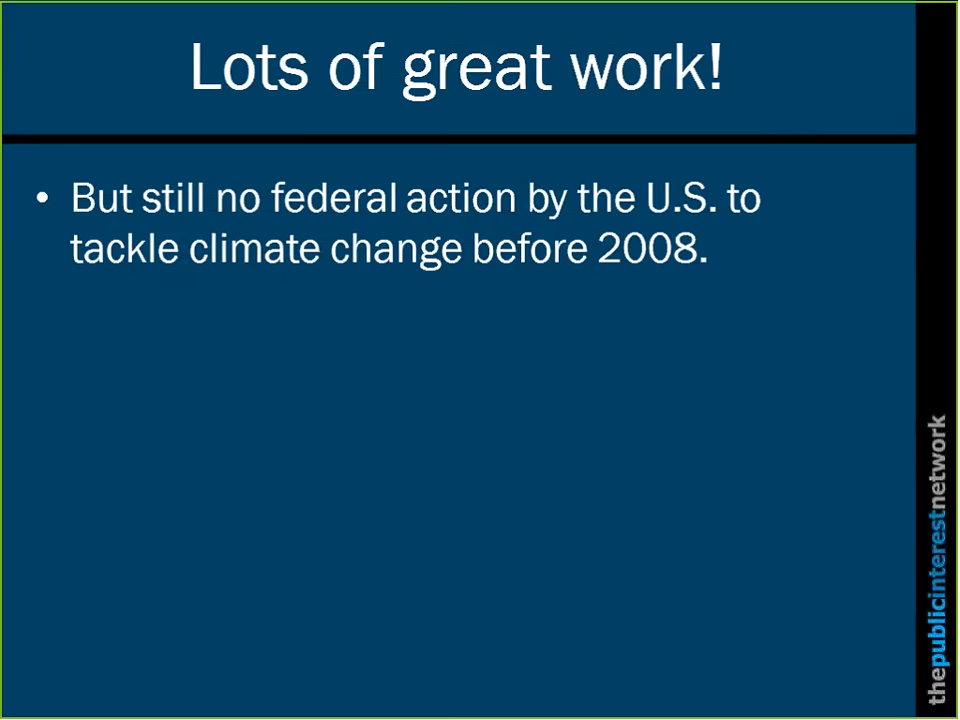 Lots of great work!
• But still no federal action by the U.S. to
tackle climate change before 2008.
thepublicinterestnetwork